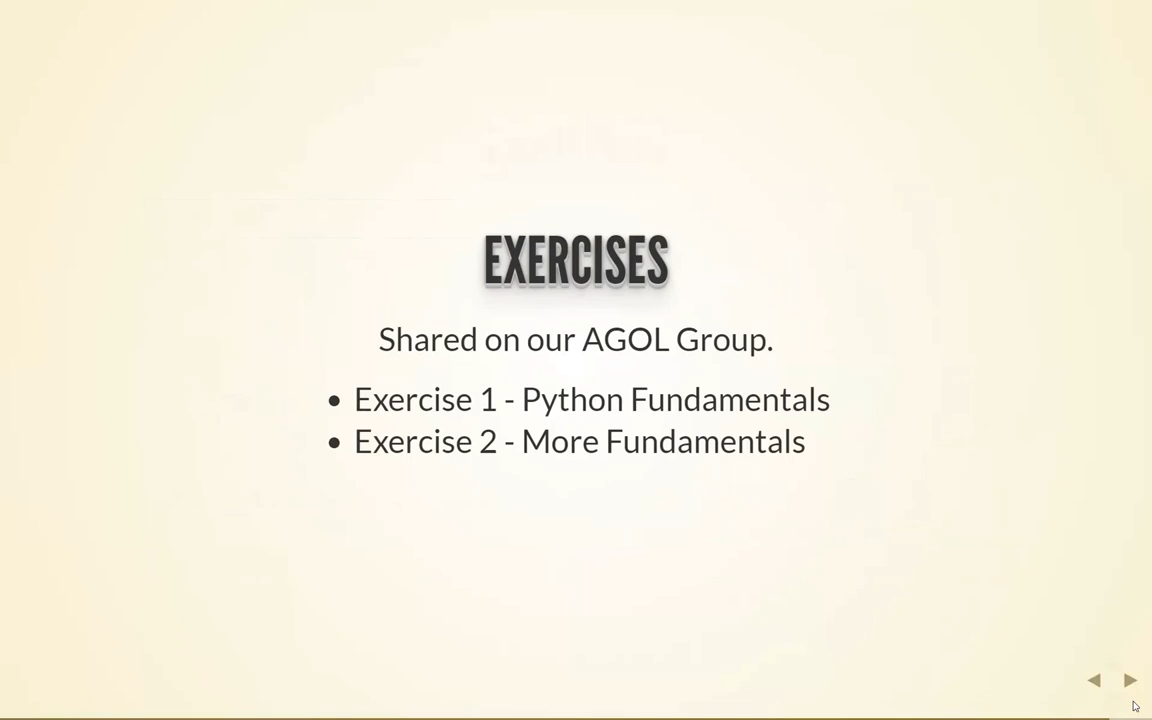 EXERCISES
Shared on our AGOL Group.
• Exercise 1 - Python Fundamentals
• Exercise 2 - More Fundamentals